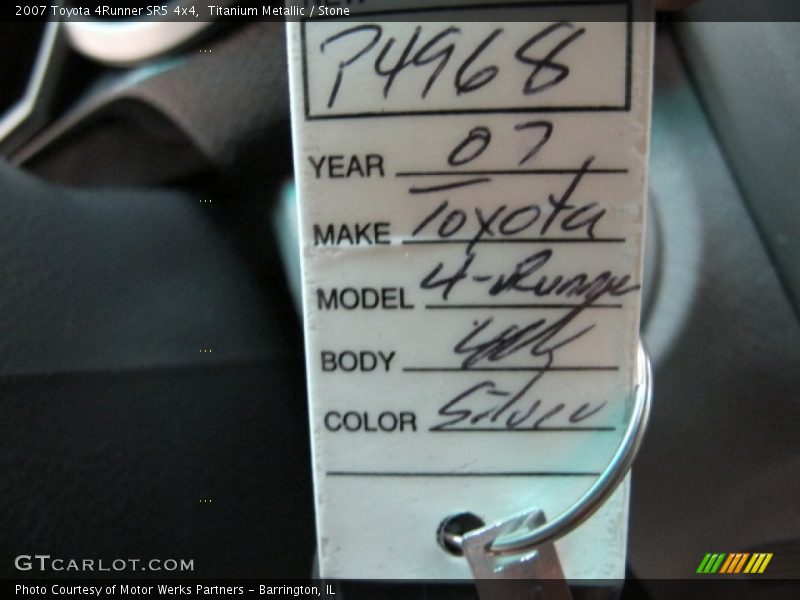 2007 Toyota 4Runner SR5 4x4, Titanium Metallic / Stone
P4968
YEAR 07
MAKE Toyota
MODEL 4-Runner
BODY
COLOR Silver
GTCARLOT.COM
Photo Courtesy of Motor Werks Partners – Barrington, IL